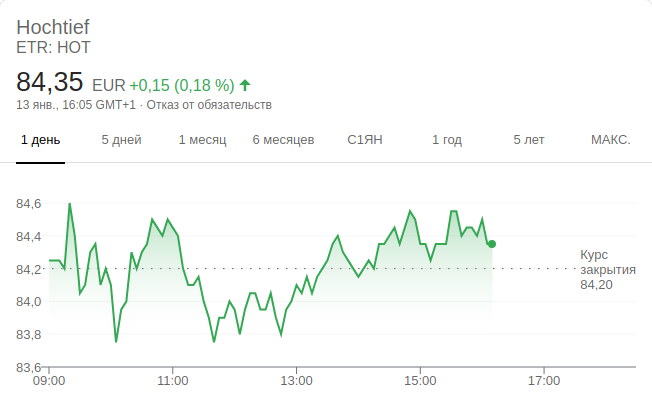 Hochtief
ETR: HOT
84,35 EUR +0,15 (0,18 %)
13 янв., 16:05 GMT+1 · Отказ от обязательств
1 день 5 дней 1 месяц 6 месяцев С1ЯН 1 год 5 лет МАКС.
84,6
84,4
84,2
84,0
83,8
83,6
Курс
закрытия
84,20
09:00 11:00 13:00 15:00 17:00